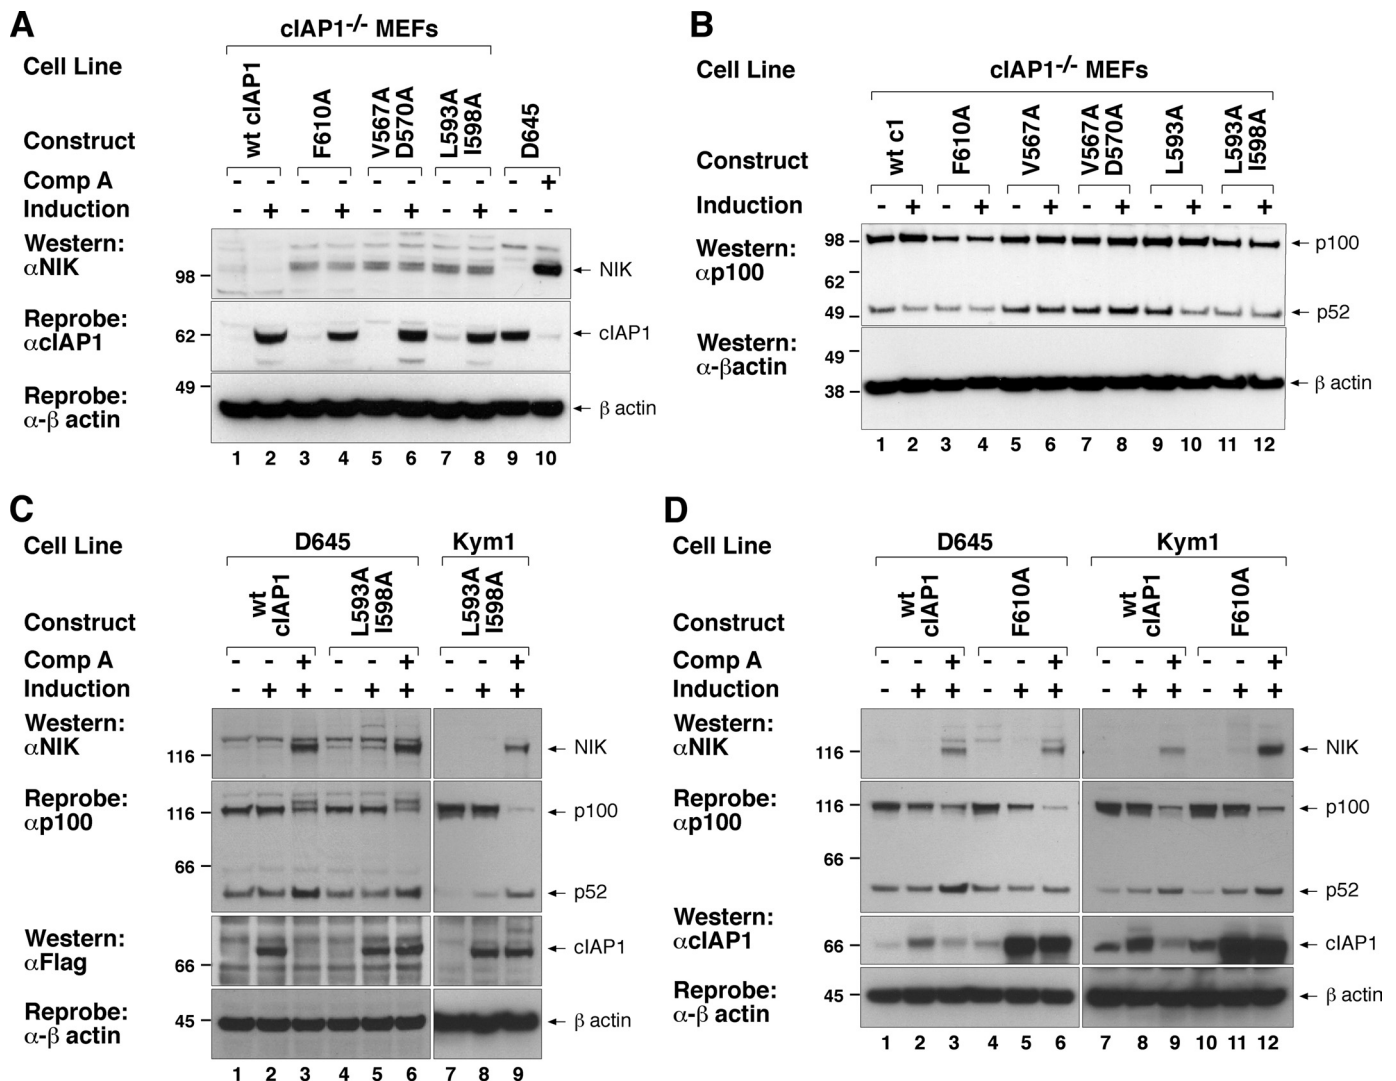 A
cIAP1-/- MEFs
Cell Line
Construct
wt cIAP1
F610A
V567A
D570A
L593A
I598A
D645
Comp A - - - - - - - - - +
Induction - + - + - + - + - -
Western:
αNIK
98
NIK
Reprobe:
αcIAP1
62
cIAP1
49
Reprobe:
α-β actin
β actin
1 2 3 4 5 6 7 8 9 10
B
cIAP1-/- MEFs
Cell Line
Construct
wt c1
F610A
V567A
V567A
D570A
L593A
L593A
I598A
Induction - + - + - + - + - + - +
Western:
αp100
98
62
49
p100
p52
Western:
α-βactin
49
38
β actin
1 2 3 4 5 6 7 8 9 10 11 12
C
Cell Line
D645
Kym1
Construct
wt
cIAP1
L593A
I598A
L593A
I598A
Comp A - - + - - + - - +
Induction - + + - + + - + +
Western:
αNIK
116
NIK
Reprobe:
αp100
116
66
p100
p52
Western:
αFlag
66
cIAP1
Reprobe:
α-β actin
45
β actin
1 2 3 4 5 6 7 8 9
D
Cell Line
D645
Kym1
Construct
wt
cIAP1
F610A
wt
cIAP1
F610A
Comp A - - + - - + - - + - - +
Induction - + + - + + - + + - + +
Western:
αNIK
116
NIK
Reprobe:
αp100
116
66
p100
p52
Western:
αcIAP1
66
cIAP1
Reprobe:
α-β actin
45
β actin
1 2 3 4 5 6 7 8 9 10 11 12